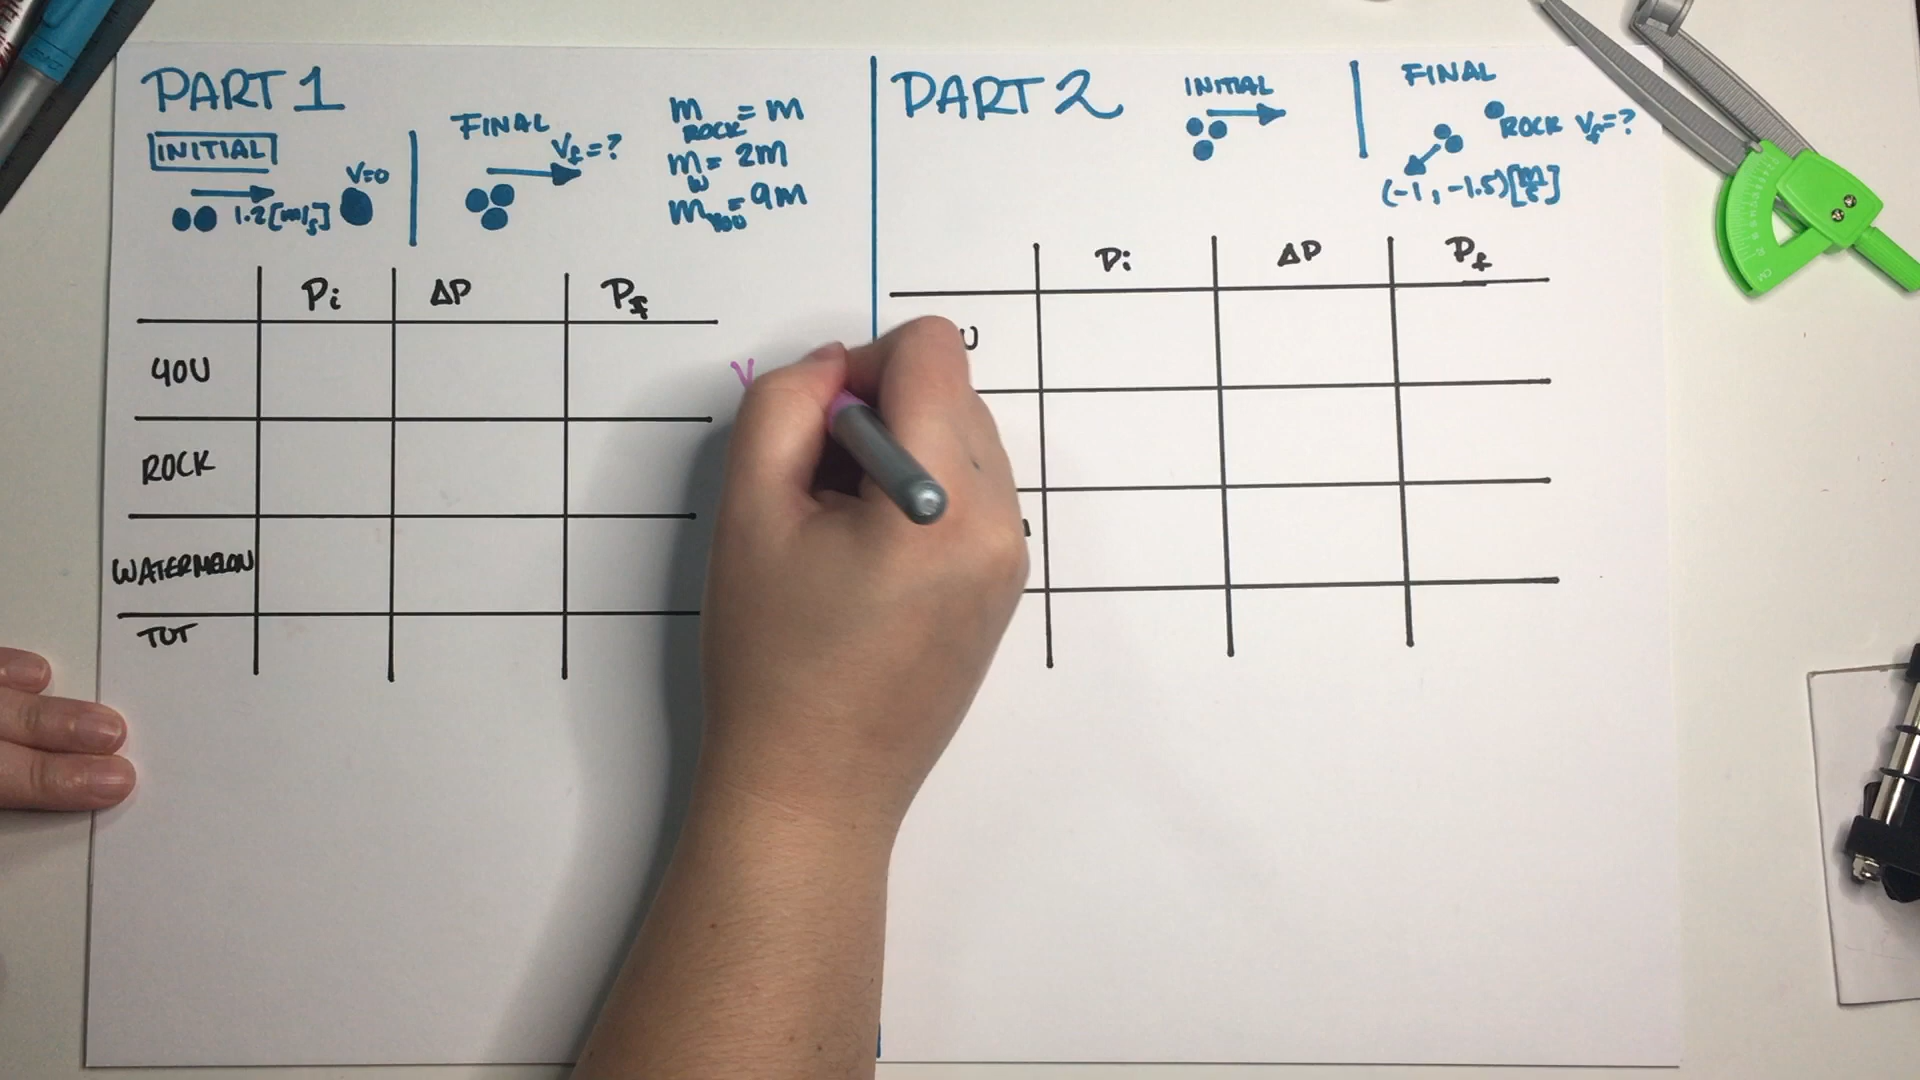 PART 1
INITIAL
1.2[m/s]
V=0
FINAL
Vf=?
m ROCK = m
m W = 2m
m YOU = 9m
Pi ΔP Pf
YOU
ROCK
WATERMELON
TOT
V
PART 2
INITIAL
FINAL
ROCK Vf=?
(-1, -1.5)[m/s]
Pi ΔP Pf
U